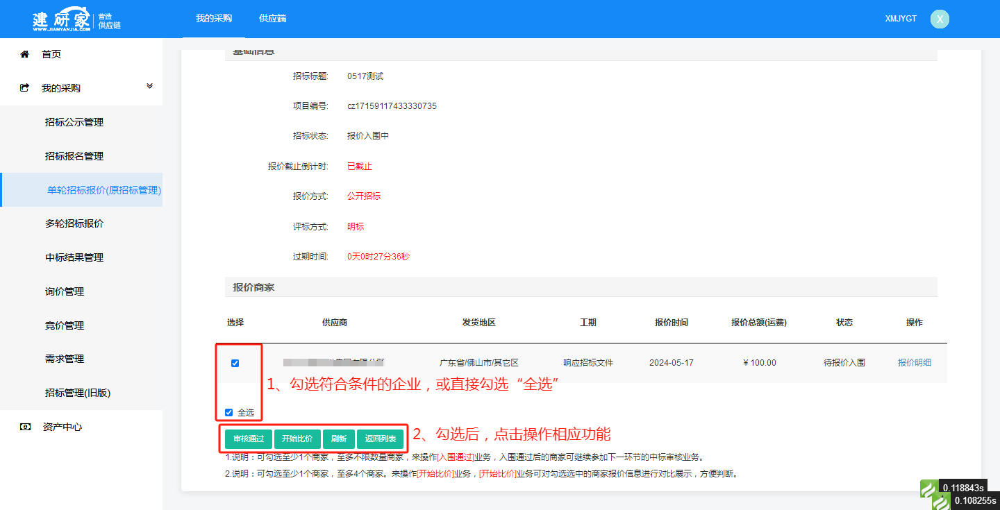 建研家
WWW.JIANYANJIA.COM
营造
供应链
我的采购
供应端
XMJYGT
X
首页
我的采购
招标公示管理
招标报名管理
单轮招标报价(原招标管理)
多轮招标报价
中标结果管理
询价管理
竞价管理
需求管理
招标管理(旧版)
资产中心
基础信息
招标标题: 0517测试
项目编号: cz17159117433330735
招标状态: 报价入围中
报价截止倒计时: 已截止
报价方式: 公开招标
评标方式: 明标
过期时间: 0天0时27分36秒
报价商家
选择 供应商 发货地区 工期 报价时间 报价总额(运费) 状态 操作
广东省/佛山市/其它区 响应招标文件 2024-05-17 ￥100.00 待报价入围 报价明细
1、勾选符合条件的企业，或直接勾选“全选”
全选
审核通过 开始比价 刷新 返回列表
2、勾选后，点击操作相应功能
1.说明：可勾选至少1个商家，至多不限数量商家，来操作[入围通过]业务，入围通过后的商家可继续参加下一环节的中标审核业务。
2.说明：可勾选至少1个商家，至多4个商家。来操作[开始比价]业务，[开始比价]业务可对勾选选中的商家报价信息进行对比展示，方便判断。
0.118843s
0.108255s